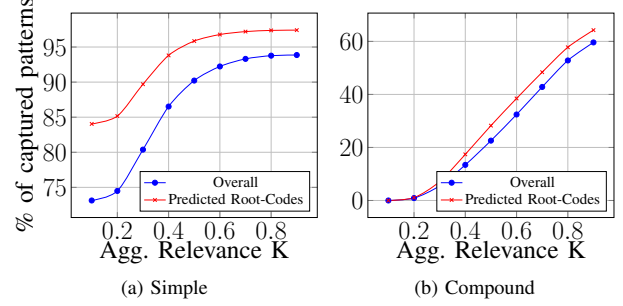 % of captured patterns
95
90
85
80
75
Overall
Predicted Root-Codes
0.2 0.4 0.6 0.8
Agg. Relevance K
(a) Simple
60
40
20
0
Overall
Predicted Root-Codes
0.2 0.4 0.6 0.8
Agg. Relevance K
(b) Compound